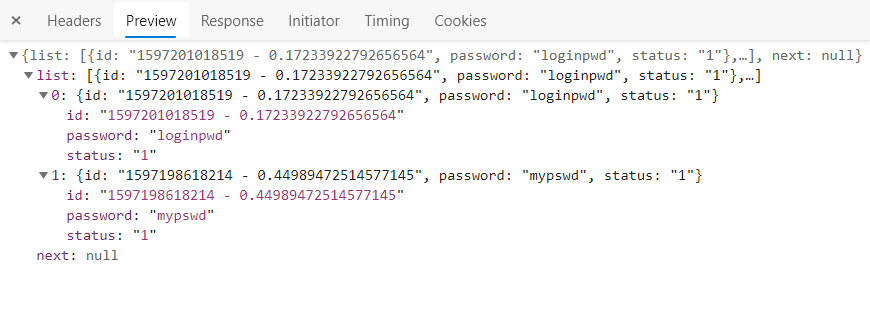 × Headers Preview Response Initiator Timing Cookies
▼{list: [{id: "1597201018519 - 0.17233922792656564", password: "loginpwd", status: "1"},…], next: null}
▼list: [{id: "1597201018519 - 0.17233922792656564", password: "loginpwd", status: "1"},…]
▼0: {id: "1597201018519 - 0.17233922792656564", password: "loginpwd", status: "1"}
id: "1597201018519 - 0.17233922792656564"
password: "loginpwd"
status: "1"
▼1: {id: "1597198618214 - 0.44989472514577145", password: "mypswd", status: "1"}
id: "1597198618214 - 0.44989472514577145"
password: "mypswd"
status: "1"
next: null